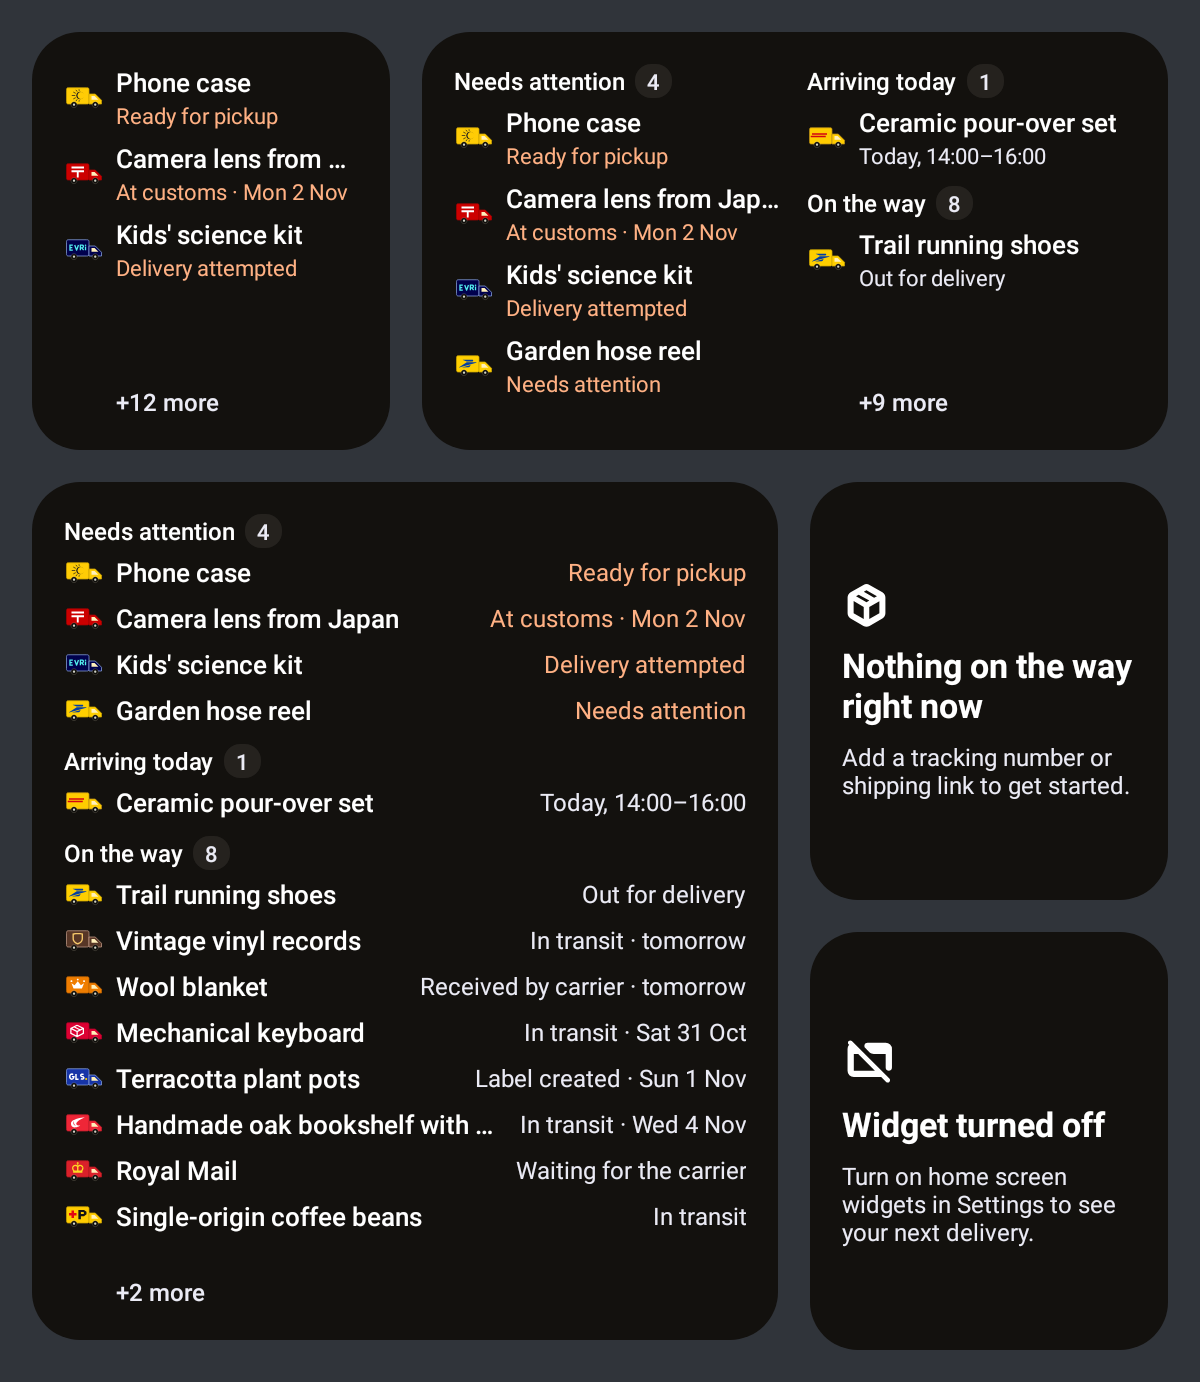 Phone case
Ready for pickup
Camera lens from ...
At customs · Mon 2 Nov
EVRi
Kids' science kit
Delivery attempted
+12 more
Needs attention 4
Phone case
Ready for pickup
Camera lens from Jap...
At customs · Mon 2 Nov
EVRi
Kids' science kit
Delivery attempted
Garden hose reel
Needs attention
Arriving today 1
Ceramic pour-over set
Today, 14:00–16:00
On the way 8
Trail running shoes
Out for delivery
+9 more
Needs attention 4
Phone case Ready for pickup
Camera lens from Japan At customs · Mon 2 Nov
EVRi Kids' science kit Delivery attempted
Garden hose reel Needs attention
Arriving today 1
Ceramic pour-over set Today, 14:00–16:00
On the way 8
Trail running shoes Out for delivery
Vintage vinyl records In transit · tomorrow
Wool blanket Received by carrier · tomorrow
Mechanical keyboard In transit · Sat 31 Oct
GLS. Terracotta plant pots Label created · Sun 1 Nov
Handmade oak bookshelf with ... In transit · Wed 4 Nov
Royal Mail Waiting for the carrier
+P Single-origin coffee beans In transit
+2 more
Nothing on the way
right now
Add a tracking number or
shipping link to get started.
Widget turned off
Turn on home screen
widgets in Settings to see
your next delivery.